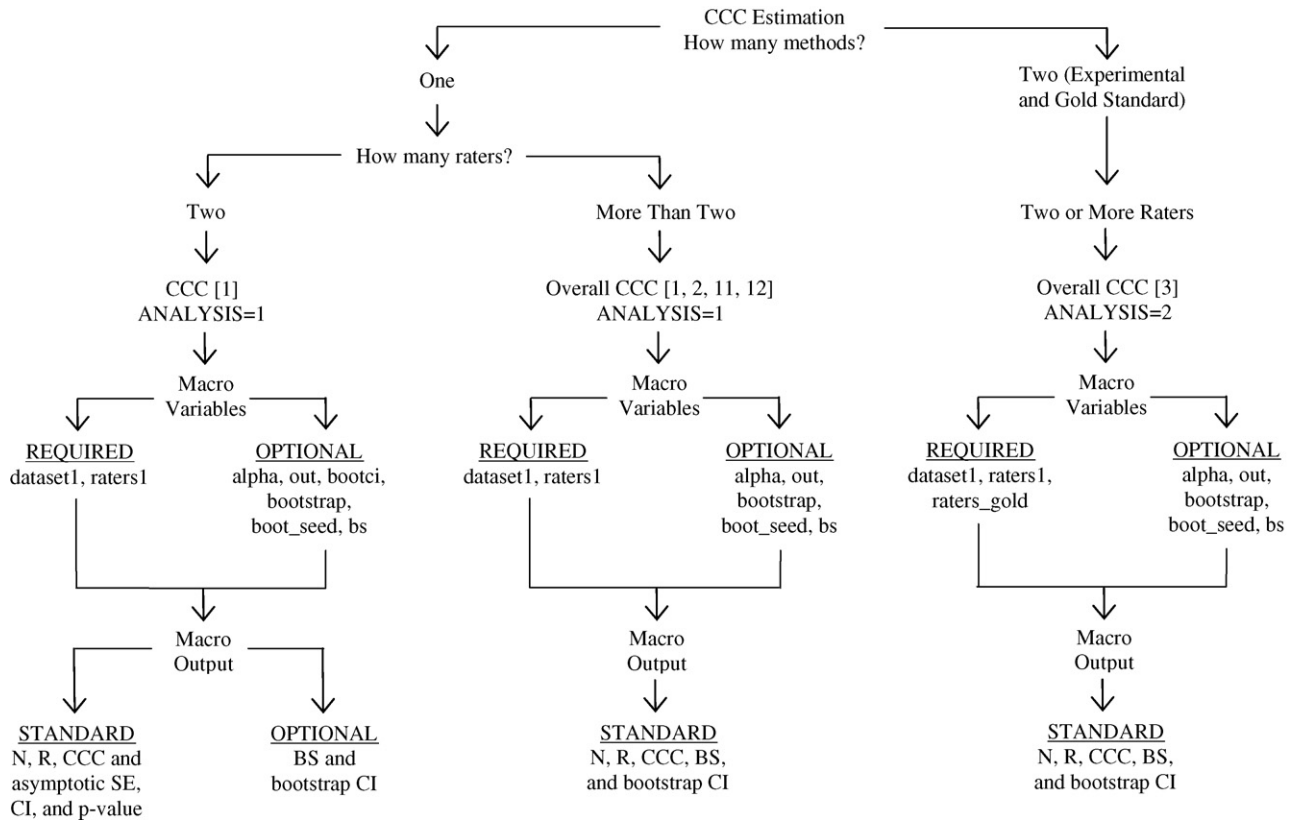 CCC Estimation
How many methods?
One
Two (Experimental
and Gold Standard)
How many raters?
Two
More Than Two
Two or More Raters
CCC [1]
ANALYSIS=1
Overall CCC [1, 2, 11, 12]
ANALYSIS=1
Overall CCC [3]
ANALYSIS=2
Macro
Variables
Macro
Variables
Macro
Variables
REQUIRED
dataset1, raters1
OPTIONAL
alpha, out, bootci,
bootstrap,
boot_seed, bs
REQUIRED
dataset1, raters1
OPTIONAL
alpha, out,
bootstrap,
boot_seed, bs
REQUIRED
dataset1, raters1,
raters_gold
OPTIONAL
alpha, out,
bootstrap,
boot_seed, bs
Macro
Output
Macro
Output
Macro
Output
STANDARD
N, R, CCC and
asymptotic SE,
CI, and p-value
OPTIONAL
BS and
bootstrap CI
STANDARD
N, R, CCC, BS,
and bootstrap CI
STANDARD
N, R, CCC, BS,
and bootstrap CI